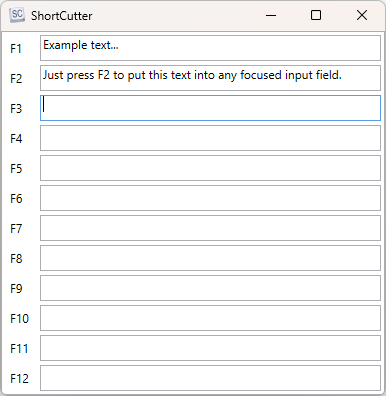 SC ShortCutter
F1 Example text...
F2 Just press F2 to put this text into any focused input field.
F3
F4
F5
F6
F7
F8
F9
F10
F11
F12